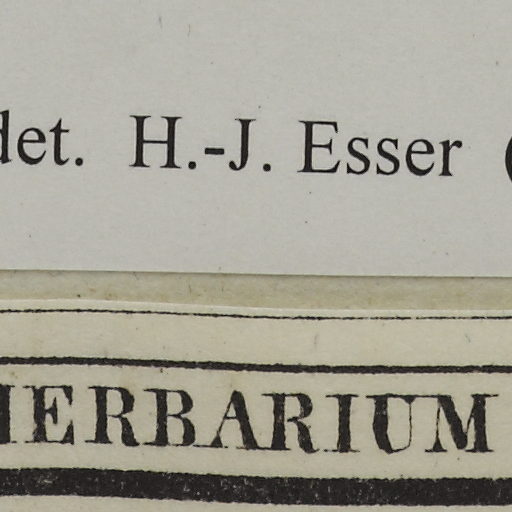 det. H.-J. Esser (
HERBARIUM